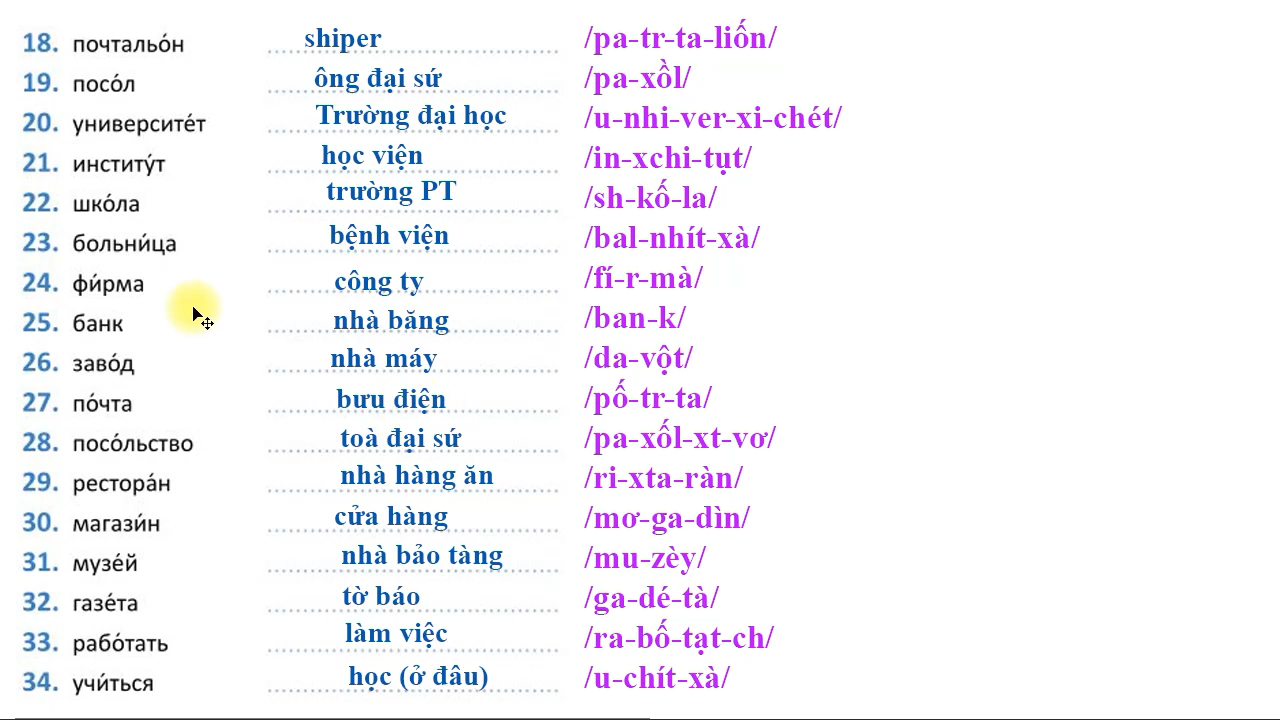 18. почтальо́н shiper /pa-tr-ta-liốn/
19. посо́л ông đại sứ /pa-xồl/
20. университе́т Trường đại học /u-nhi-ver-xi-chét/
21. институ́т học viện /in-xchi-tụt/
22. шко́ла trường PT /sh-kố-la/
23. больни́ца bệnh viện /bal-nhít-xà/
24. фи́рма công ty /fí-r-mà/
25. банк nhà băng /ban-k/
26. заво́д nhà máy /da-vột/
27. по́чта bưu điện /pố-tr-ta/
28. посо́льство toà đại sứ /pa-xốl-xt-vơ/
29. рестора́н nhà hàng ăn /ri-xta-ràn/
30. магази́н cửa hàng /mơ-ga-dìn/
31. музе́й nhà bảo tàng /mu-zèy/
32. газе́та tờ báo /ga-dé-tà/
33. рабо́тать làm việc /ra-bố-tạt-ch/
34. учи́ться học (ở đâu) /u-chít-xà/